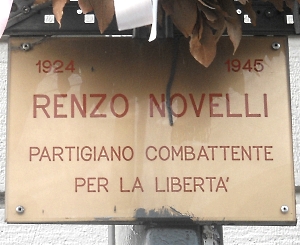 1924 1945
RENZO NOVELLI
PARTIGIANO COMBATTENTE
PER LA LIBERTA'